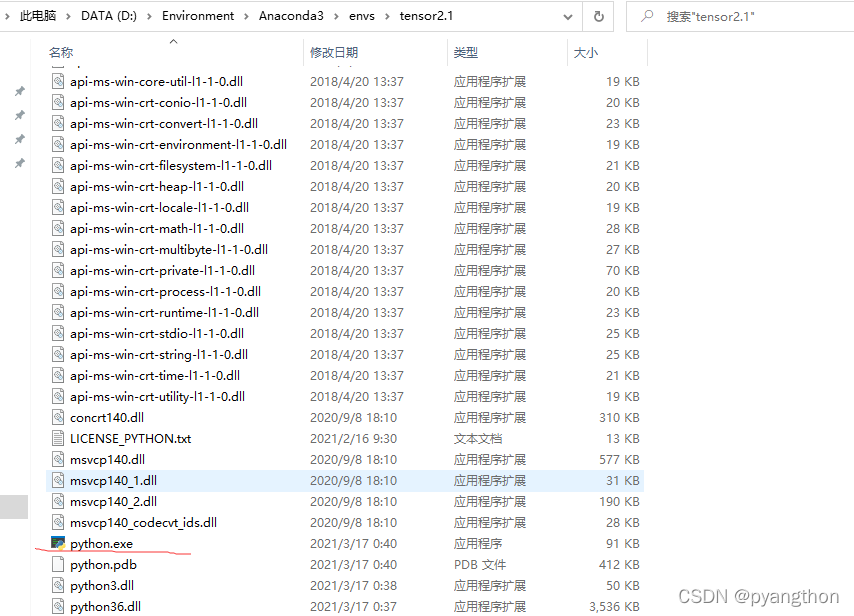 此电脑 > DATA (D:) > Environment > Anaconda3 > envs > tensor2.1 搜索"tensor2.1"
名称 修改日期 类型 大小
api-ms-win-core-util-l1-1-0.dll 2018/4/20 13:37 应用程序扩展 19 KB
api-ms-win-crt-conio-l1-1-0.dll 2018/4/20 13:37 应用程序扩展 20 KB
api-ms-win-crt-convert-l1-1-0.dll 2018/4/20 13:37 应用程序扩展 23 KB
api-ms-win-crt-environment-l1-1-0.dll 2018/4/20 13:37 应用程序扩展 19 KB
api-ms-win-crt-filesystem-l1-1-0.dll 2018/4/20 13:37 应用程序扩展 21 KB
api-ms-win-crt-heap-l1-1-0.dll 2018/4/20 13:37 应用程序扩展 20 KB
api-ms-win-crt-locale-l1-1-0.dll 2018/4/20 13:37 应用程序扩展 19 KB
api-ms-win-crt-math-l1-1-0.dll 2018/4/20 13:37 应用程序扩展 28 KB
api-ms-win-crt-multibyte-l1-1-0.dll 2018/4/20 13:37 应用程序扩展 27 KB
api-ms-win-crt-private-l1-1-0.dll 2018/4/20 13:37 应用程序扩展 70 KB
api-ms-win-crt-process-l1-1-0.dll 2018/4/20 13:37 应用程序扩展 20 KB
api-ms-win-crt-runtime-l1-1-0.dll 2018/4/20 13:37 应用程序扩展 23 KB
api-ms-win-crt-stdio-l1-1-0.dll 2018/4/20 13:37 应用程序扩展 25 KB
api-ms-win-crt-string-l1-1-0.dll 2018/4/20 13:37 应用程序扩展 25 KB
api-ms-win-crt-time-l1-1-0.dll 2018/4/20 13:37 应用程序扩展 21 KB
api-ms-win-crt-utility-l1-1-0.dll 2018/4/20 13:37 应用程序扩展 19 KB
concrt140.dll 2020/9/8 18:10 应用程序扩展 310 KB
LICENSE_PYTHON.txt 2021/2/16 9:30 文本文档 13 KB
msvcp140.dll 2020/9/8 18:10 应用程序扩展 577 KB
msvcp140_1.dll 2020/9/8 18:10 应用程序扩展 31 KB
msvcp140_2.dll 2020/9/8 18:10 应用程序扩展 190 KB
msvcp140_codecvt_ids.dll 2020/9/8 18:10 应用程序扩展 28 KB
python.exe 2021/3/17 0:40 应用程序 91 KB
python.pdb 2021/3/17 0:40 PDB 文件 412 KB
python3.dll 2021/3/17 0:38 应用程序扩展 50 KB
python36.dll 2021/3/17 0:37 应用程序扩展 3,536 KB
CSDN @pyangthon